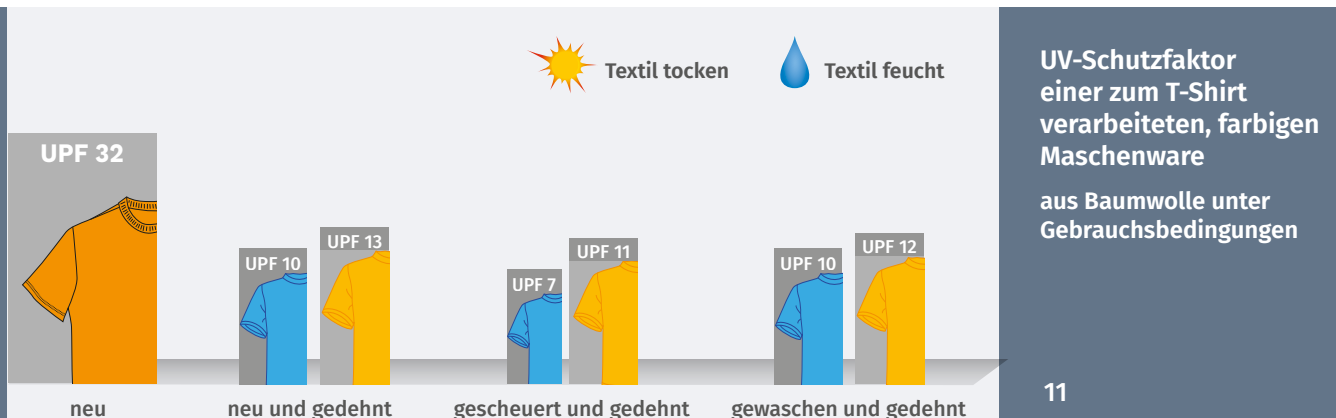 Textil tocken
Textil feucht
UPF 32
UPF 10
UPF 13
UPF 7
UPF 11
UPF 10
UPF 12
neu
neu und gedehnt
gescheuert und gedehnt
gewaschen und gedehnt
UV-Schutzfaktor
einer zum T-Shirt
verarbeiteten, farbigen
Maschenware
aus Baumwolle unter
Gebrauchsbedingungen
11